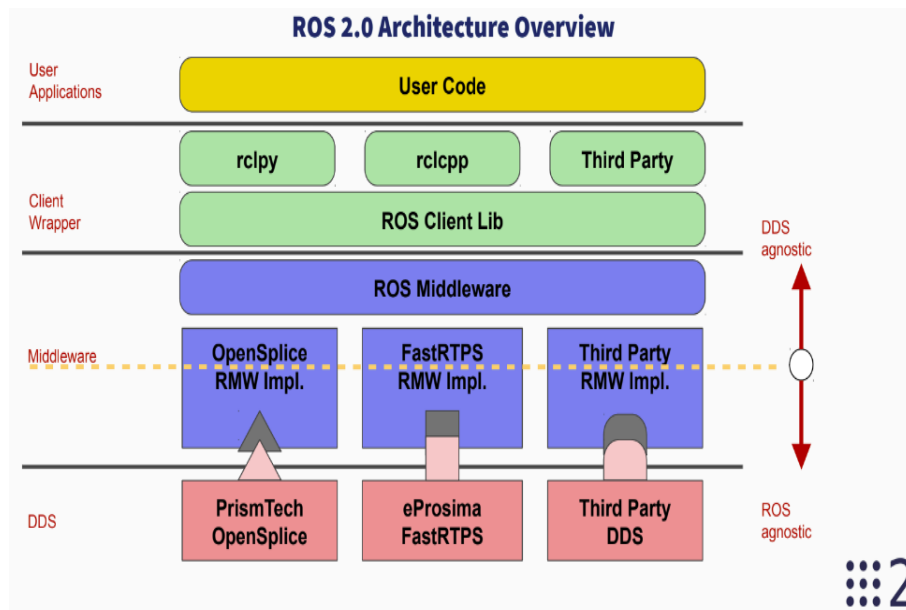 ROS 2.0 Architecture Overview
User
Applications
User Code
rclpy
rclcpp
Third Party
Client
Wrapper
ROS Client Lib
DDS
agnostic
ROS Middleware
Middleware
OpenSplice
RMW Impl.
FastRTPS
RMW Impl.
Third Party
RMW Impl.
DDS
PrismTech
OpenSplice
eProsima
FastRTPS
Third Party
DDS
ROS
agnostic
2